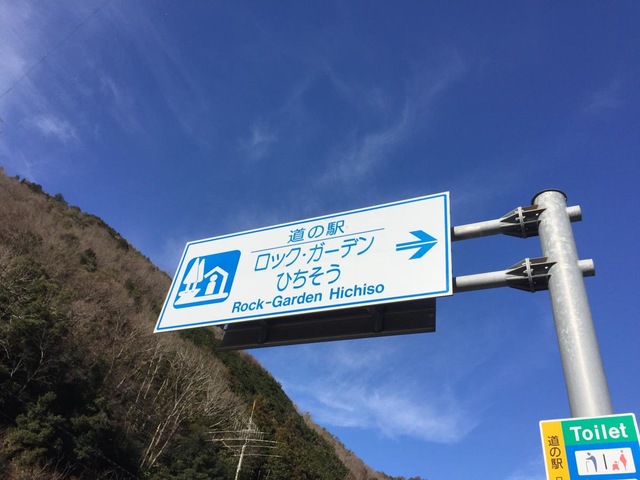 道の駅
ロック・ガーデン
ひちそう
Rock-Garden Hichiso
Toilet
道の駅